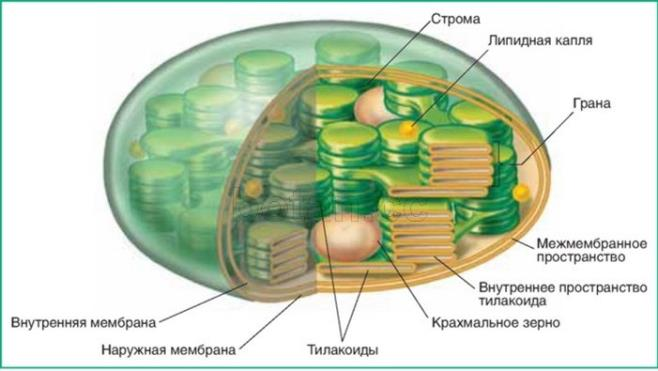 Строма
Липидная капля
Грана
Межмембранное
пространство
Внутреннее пространство
тилакоида
Крахмальное зерно
Тилакоиды
Наружная мембрана
Внутренняя мембрана